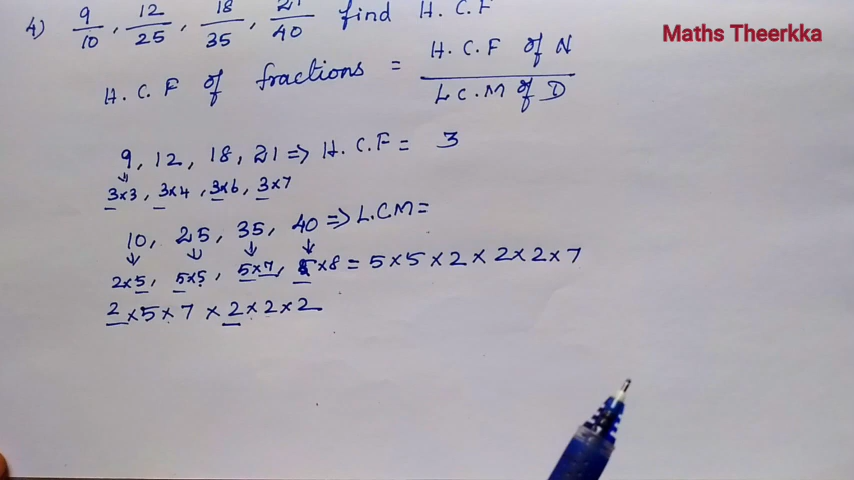 Maths Theerkka
4) 9/10, 12/25, 18/35, 21/40 find H.C.F
H.C.F of fractions = H.C.F of N / L.C.M of D
9, 12, 18, 21 ⇒ H.C.F = 3
3×3, 3×4, 3×6, 3×7
10, 25, 35, 40 ⇒ L.C.M =
2×5, 5×5, 5×7, 5×8 = 5×5×2×2×2×7
2×5×7×2×2×2